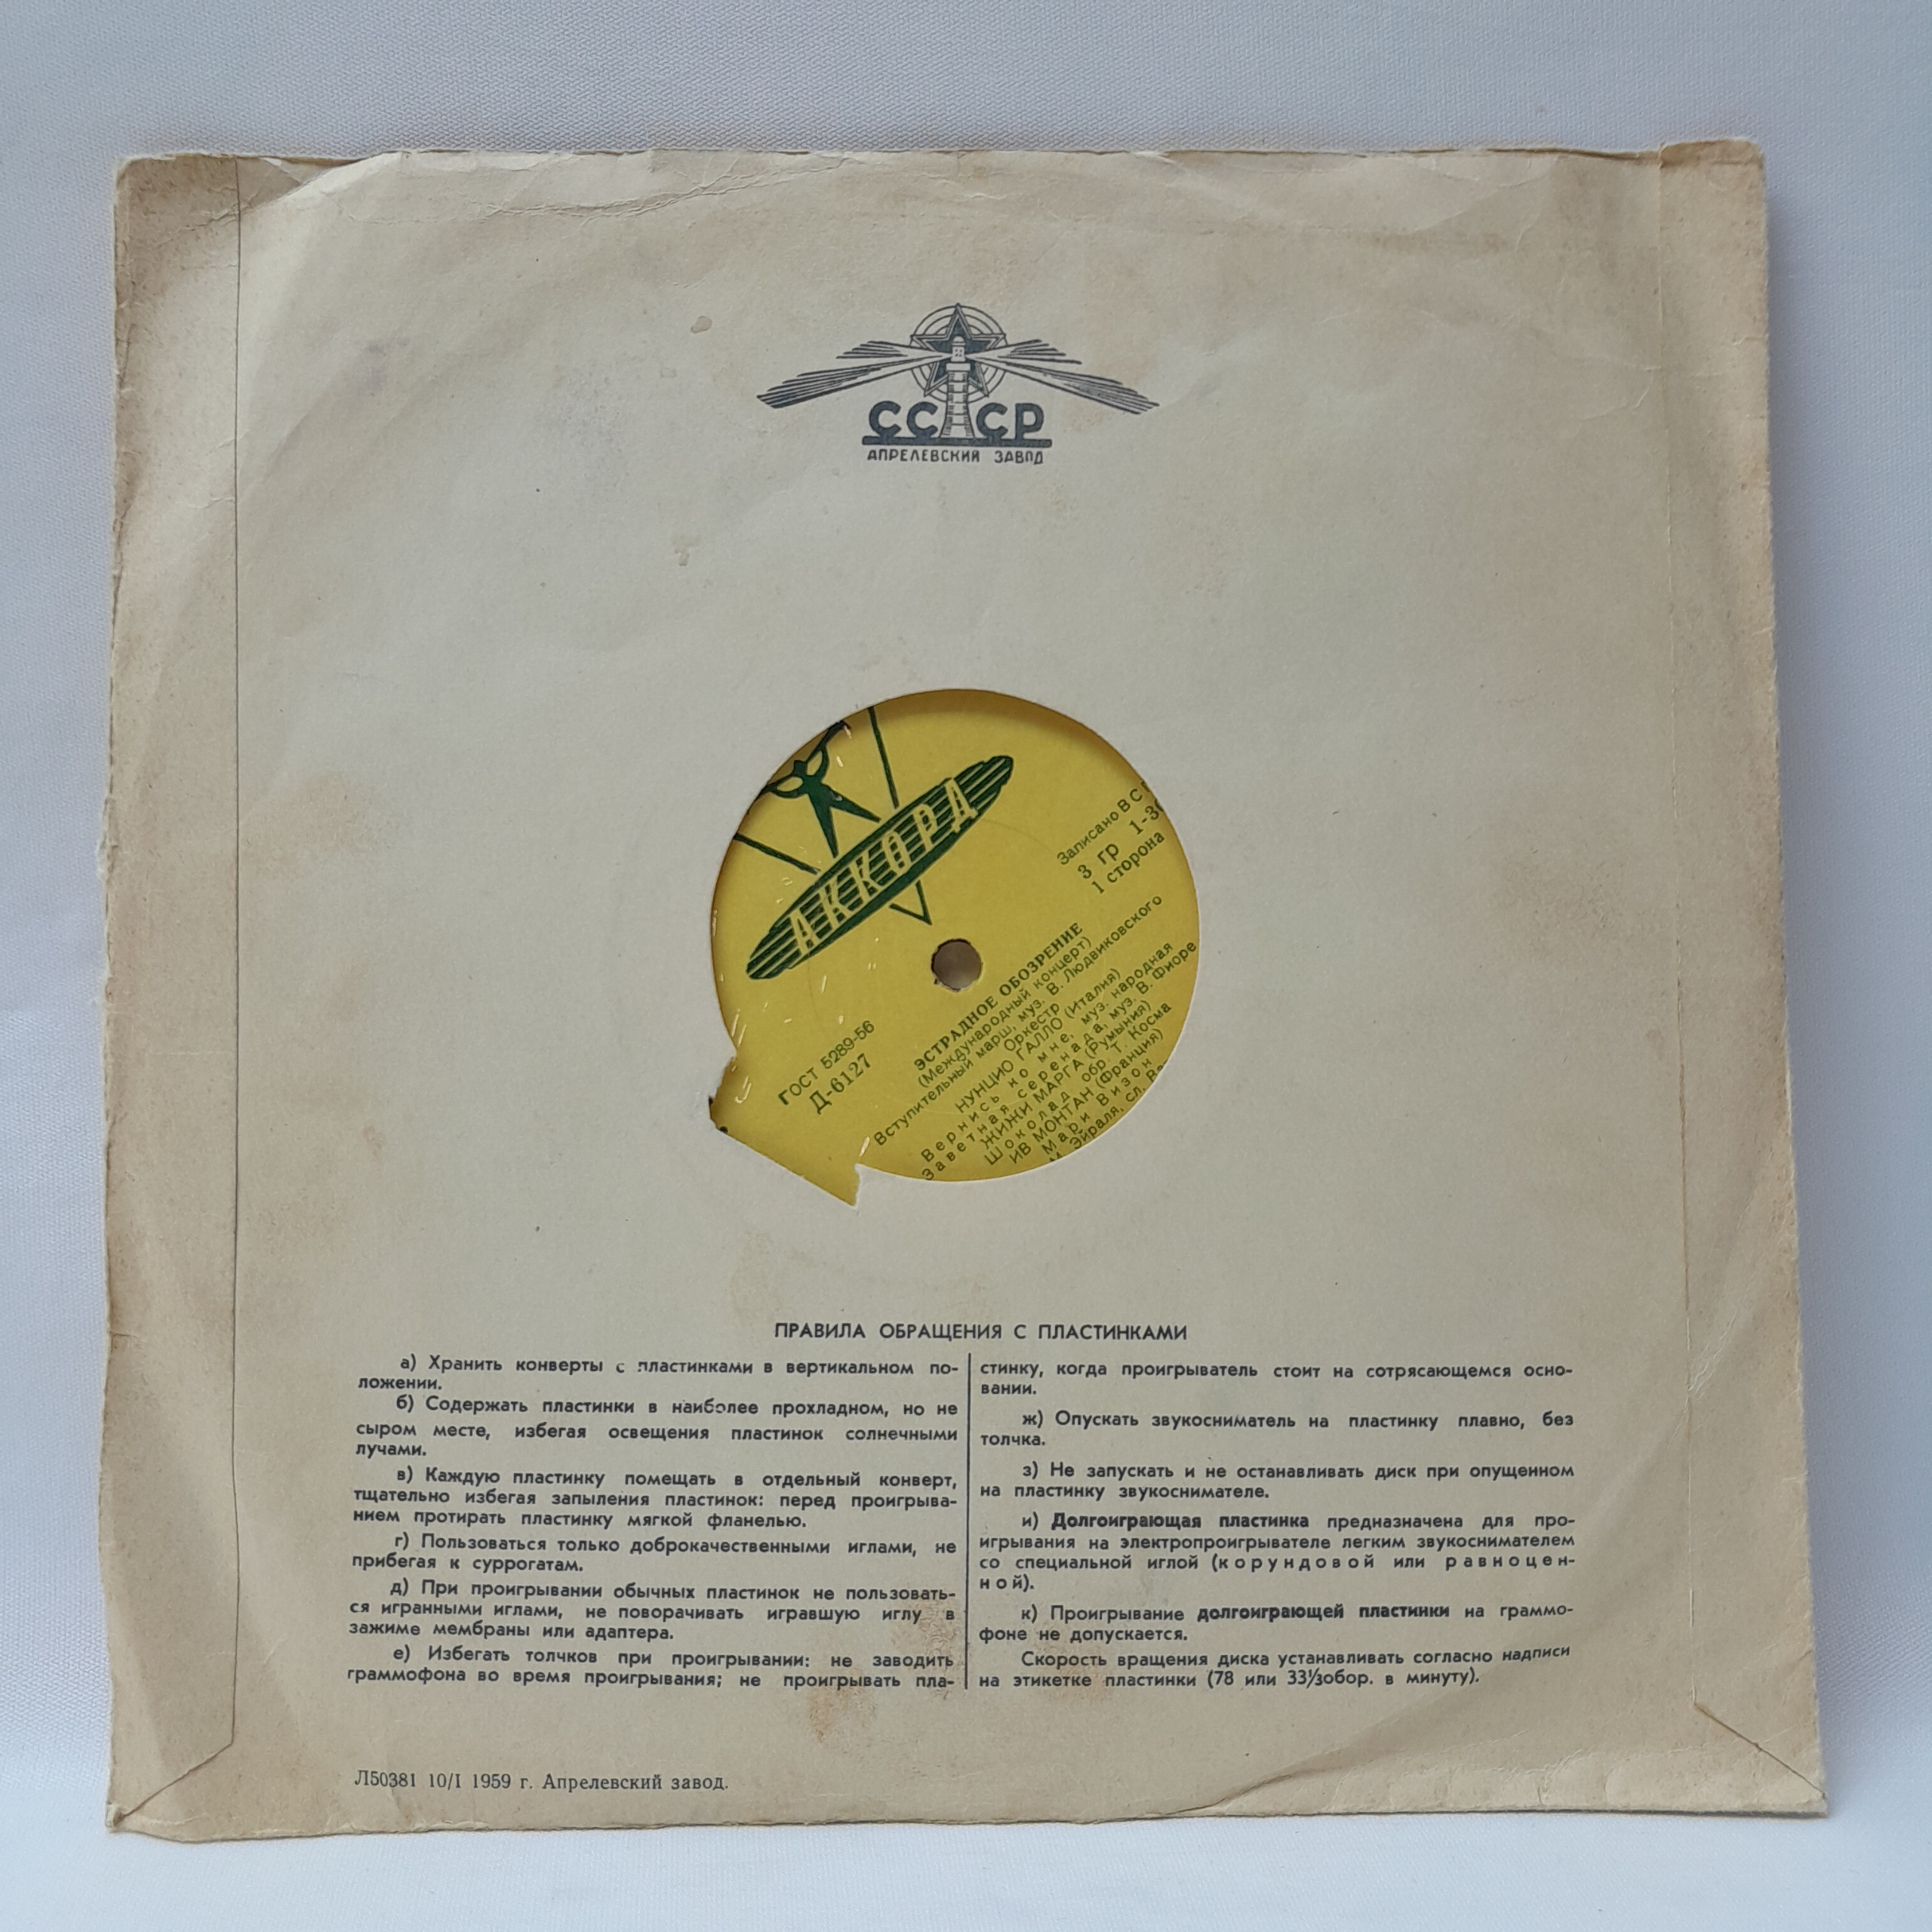 СССР
АПРЕЛЕВСКИЙ ЗАВОД
АККОРД
Записано В С
3 гр 1-3
1 сторона
ГОСТ 5289-56
Д-6127
ЭСТРАДНОЕ ОБОЗРЕНИЕ
(Международный концерт)
Вступительный марш, муз. В. Людвиковского
Оркестр
НУНЦИО ГАЛЛО (Италия)
Вернись ко мне, муз. народная
Заветная серенада, муз. В. Фиоре
ЖИЖИ МАРГА (Румыния)
Шоколад обр. Т. Косма
ИВ МОНТАН (Франция)
Мари Визон
М. Эйраля, сл.
ПРАВИЛА ОБРАЩЕНИЯ С ПЛАСТИНКАМИ
а) Хранить конверты с пластинками в вертикальном по-
ложении.
б) Содержать пластинки в наиболее прохладном, но не
сыром месте, избегая освещения пластинок солнечными
лучами.
в) Каждую пластинку помещать в отдельный конверт,
тщательно избегая запыления пластинок: перед проигрыва-
нием протирать пластинку мягкой фланелью.
г) Пользоваться только доброкачественными иглами, не
прибегая к суррогатам.
д) При проигрывании обычных пластинок не пользовать-
ся игранными иглами, не поворачивать игравшую иглу в
зажиме мембраны или адаптера.
е) Избегать толчков при проигрывании: не заводить
граммофона во время проигрывания; не проигрывать пла-
стинку, когда проигрыватель стоит на сотрясающемся осно-
вании.
ж) Опускать звукосниматель на пластинку плавно, без
толчка.
з) Не запускать и не останавливать диск при опущенном
на пластинку звукоснимателе.
и) Долгоиграющая пластинка предназначена для про-
игрывания на электропроигрывателе легким звукоснимателем
со специальной иглой (корундовой или равноцен-
ной).
к) Проигрывание долгоиграющей пластинки на граммо-
фоне не допускается.
Скорость вращения диска устанавливать согласно надписи
на этикетке пластинки (78 или 33⅓обор. в минуту).
Л50381 10/I 1959 г. Апрелевский завод.